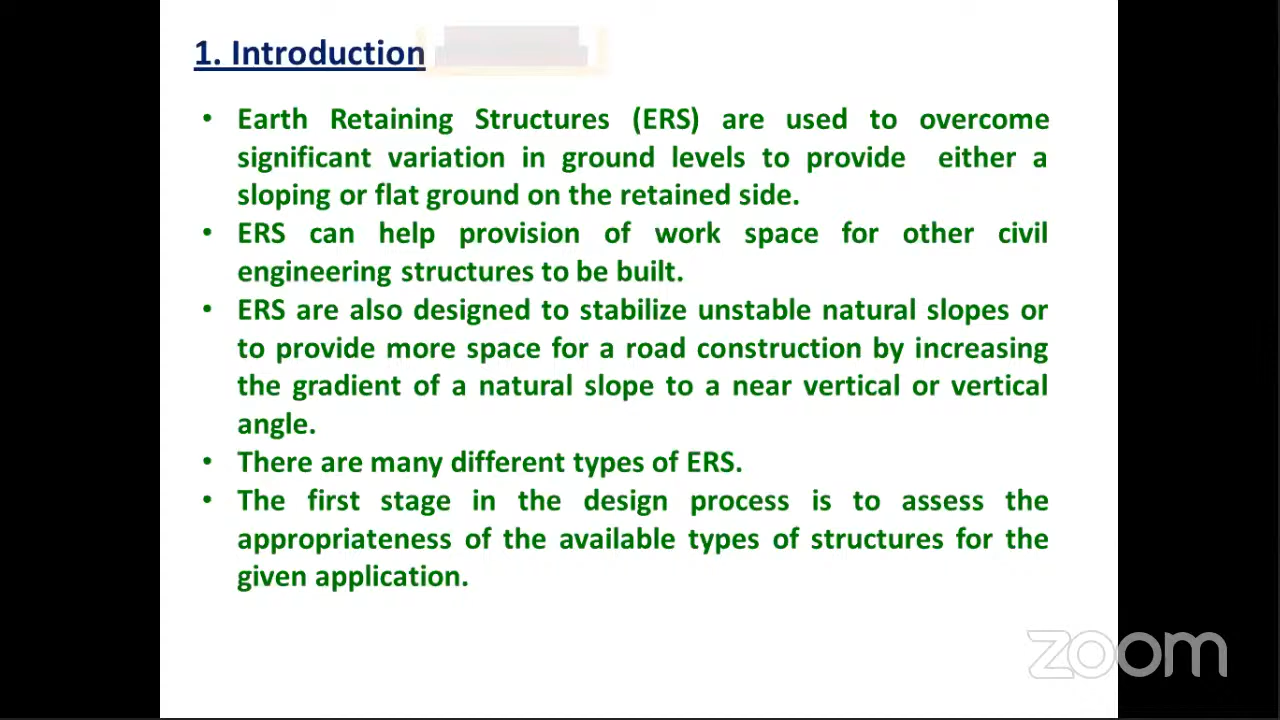 1. Introduction
• Earth Retaining Structures (ERS) are used to overcome
significant variation in ground levels to provide either a
sloping or flat ground on the retained side.
• ERS can help provision of work space for other civil
engineering structures to be built.
• ERS are also designed to stabilize unstable natural slopes or
to provide more space for a road construction by increasing
the gradient of a natural slope to a near vertical or vertical
angle.
• There are many different types of ERS.
• The first stage in the design process is to assess the
appropriateness of the available types of structures for the
given application.
zoom